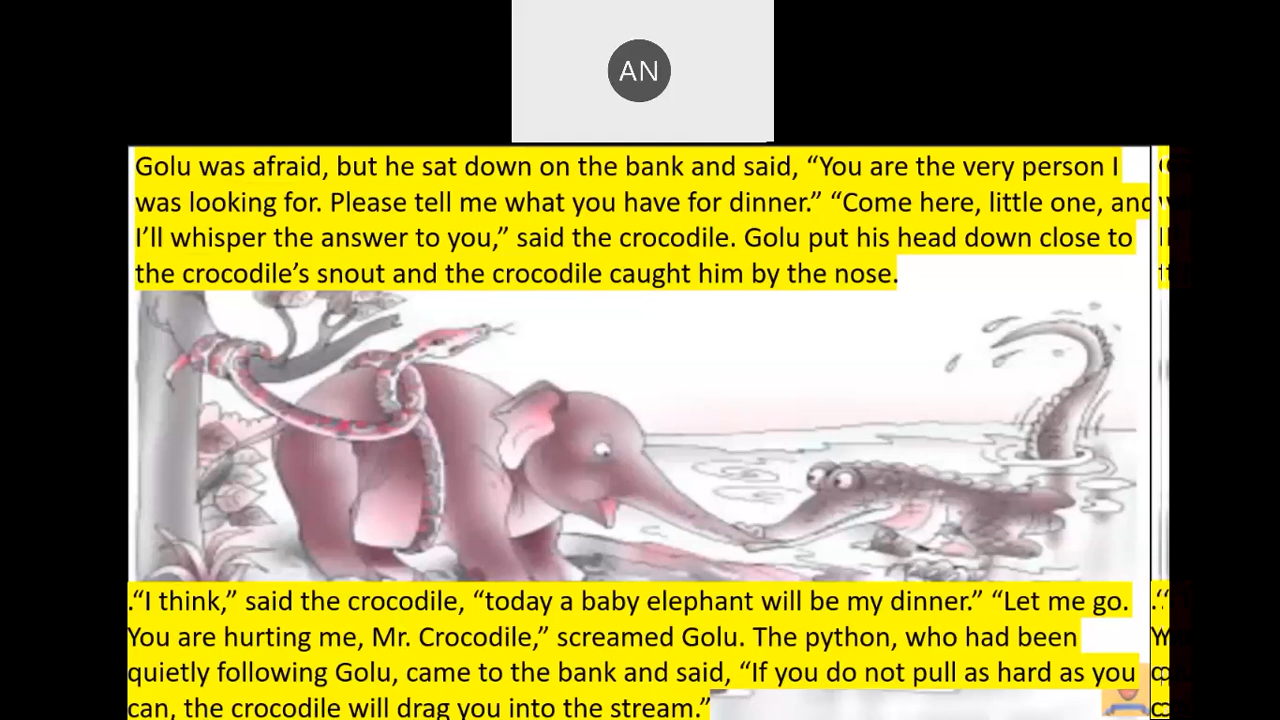 AN
Golu was afraid, but he sat down on the bank and said, “You are the very person I
was looking for. Please tell me what you have for dinner.” “Come here, little one, and
I’ll whisper the answer to you,” said the crocodile. Golu put his head down close to
the crocodile’s snout and the crocodile caught him by the nose.
.“I think,” said the crocodile, “today a baby elephant will be my dinner.” “Let me go.
You are hurting me, Mr. Crocodile,” screamed Golu. The python, who had been
quietly following Golu, came to the bank and said, “If you do not pull as hard as you
can, the crocodile will drag you into the stream.”